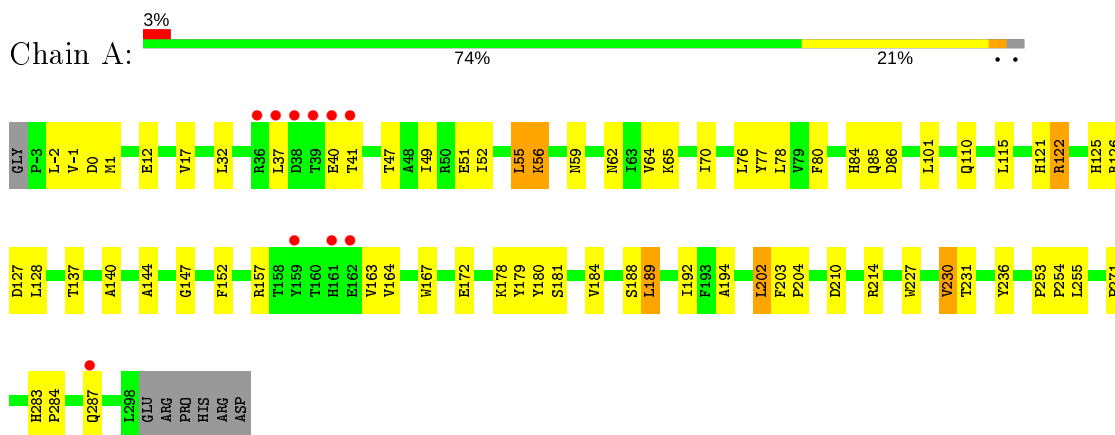 3%
Chain A:
74% 21% • •
GLY P-3 L-2 V-1 D0 M1 E12 V17 L32 R36 L37 D38 T39 E40 T41 T47 A48 I49 R50 E51 I52 L55 K56 N59 N62 I63 V64 K65 I70 L76 Y77 L78 V79 F80 H84 Q85 D86 L101 Q110 L115 H121 R122 H125 R126
D127 L128 T137 A140 A144 G147 F152 R157 T158 Y159 T160 H161 E162 V163 V164 W167 E172 K178 Y179 Y180 S181 V184 S188 L189 I192 F193 A194 L202 F203 P204 D210 R214 W227 V230 T231 Y236 P253 P254 L255 P271
H283 P284 Q287 L298 GLU ARG PRO HIS ARG ASP